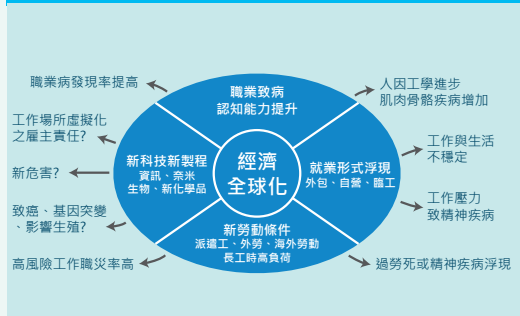 職業病發現率提高
工作場所虛擬化
之雇主責任?
新危害?
致癌、基因突變
、影響生殖?
高風險工作職災率高
職業致病
認知能力提升
新科技新製程
資訊、奈米
生物、新化學品
經濟
全球化
就業形式浮現
外包、自營、臨工
新勞動條件
派遣工、外勞、海外勞動
長工時高負荷
人因工學進步
肌肉骨骼疾病增加
工作與生活
不穩定
工作壓力
致精神疾病
過勞死或精神疾病浮現